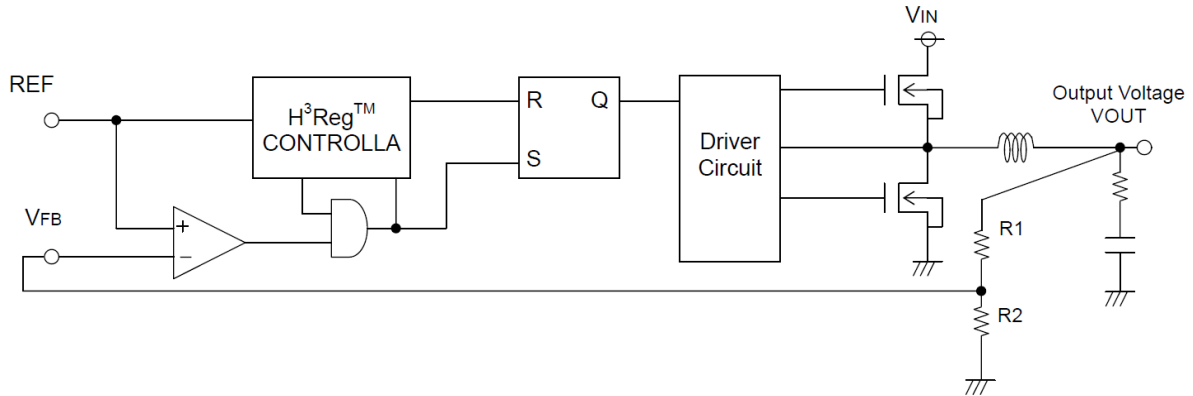 VIN
REF
H³Reg™
CONTROLLA
R
Q
S
Driver
Circuit
Output Voltage
VOUT
VFB
+
−
R1
R2